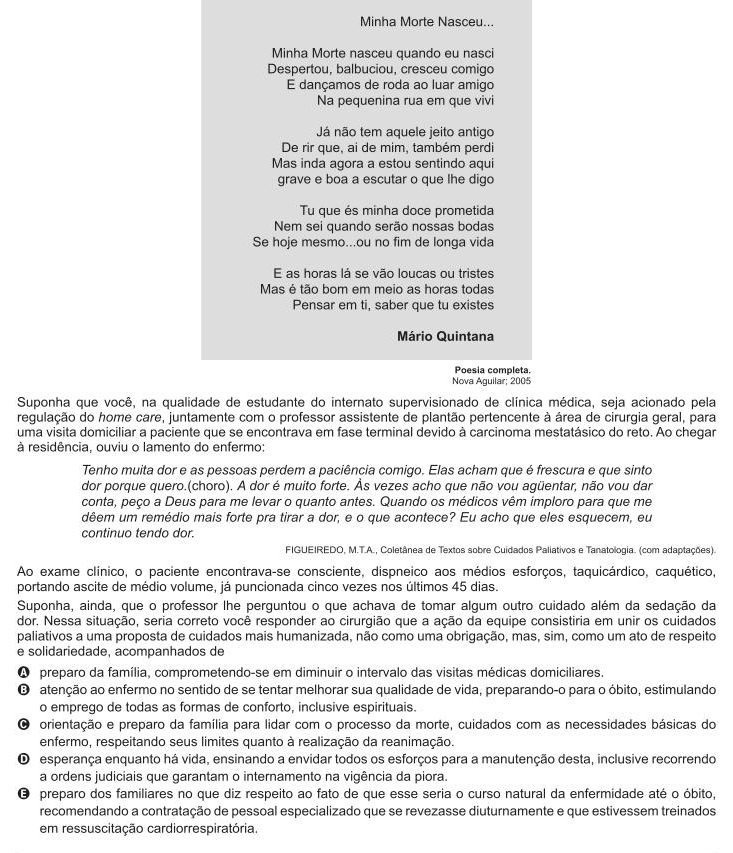 Minha Morte Nasceu...
Minha Morte nasceu quando eu nasci
Despertou, balbuciou, cresceu comigo
E dançamos de roda ao luar amigo
Na pequenina rua em que vivi
Já não tem aquele jeito antigo
De rir que, ai de mim, também perdi
Mas inda agora a estou sentindo aqui
grave e boa a escutar o que lhe digo
Tu que és minha doce prometida
Nem sei quando serão nossas bodas
Se hoje mesmo...ou no fim de longa vida
E as horas lá se vão loucas ou tristes
Mas é tão bom em meio as horas todas
Pensar em ti, saber que tu existes
Mário Quintana
Poesia completa.
Nova Aguilar; 2005
Suponha que você, na qualidade de estudante do internato supervisionado de clínica médica, seja acionado pela
regulação do home care, juntamente com o professor assistente de plantão pertencente à área de cirurgia geral, para
uma visita domiciliar a paciente que se encontrava em fase terminal devido à carcinoma mestatásico do reto. Ao chegar
à residência, ouviu o lamento do enfermo:
Tenho muita dor e as pessoas perdem a paciência comigo. Elas acham que é frescura e que sinto
dor porque quero.(choro). A dor é muito forte. Às vezes acho que não vou agüentar, não vou dar
conta, peço a Deus para me levar o quanto antes. Quando os médicos vêm imploro para que me
dêem um remédio mais forte pra tirar a dor, e o que acontece? Eu acho que eles esquecem, eu
continuo tendo dor.
FIGUEIREDO, M.T.A., Coletânea de Textos sobre Cuidados Paliativos e Tanatologia. (com adaptações).
Ao exame clínico, o paciente encontrava-se consciente, dispneico aos médios esforços, taquicárdico, caquético,
portando ascite de médio volume, já puncionada cinco vezes nos últimos 45 dias.
Suponha, ainda, que o professor lhe perguntou o que achava de tomar algum outro cuidado além da sedação da
dor. Nessa situação, seria correto você responder ao cirurgião que a ação da equipe consistiria em unir os cuidados
paliativos a uma proposta de cuidados mais humanizada, não como uma obrigação, mas, sim, como um ato de respeito
e solidariedade, acompanhados de
A preparo da família, comprometendo-se em diminuir o intervalo das visitas médicas domiciliares.
B atenção ao enfermo no sentido de se tentar melhorar sua qualidade de vida, preparando-o para o óbito, estimulando
o emprego de todas as formas de conforto, inclusive espirituais.
C orientação e preparo da família para lidar com o processo da morte, cuidados com as necessidades básicas do
enfermo, respeitando seus limites quanto à realização da reanimação.
D esperança enquanto há vida, ensinando a envidar todos os esforços para a manutenção desta, inclusive recorrendo
a ordens judiciais que garantam o internamento na vigência da piora.
E preparo dos familiares no que diz respeito ao fato de que esse seria o curso natural da enfermidade até o óbito,
recomendando a contratação de pessoal especializado que se revezasse diuturnamente e que estivessem treinados
em ressuscitação cardiorrespiratória.